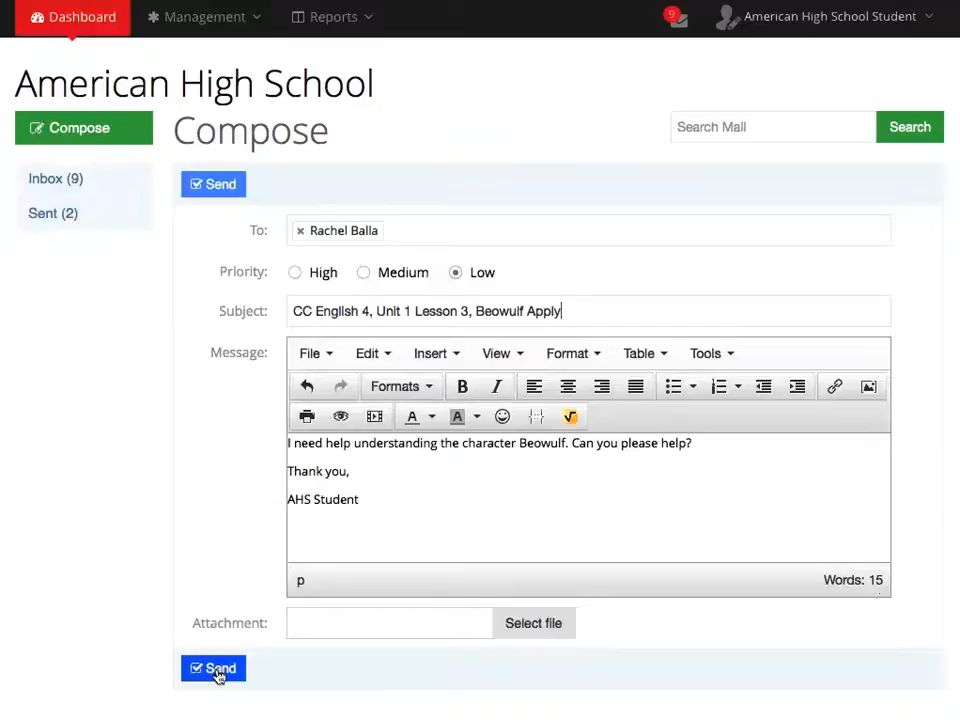 Dashboard Management Reports 9 American High School Student
American High School
Compose Compose Search Mail Search
Inbox (9)
Sent (2)
Send
To: × Rachel Balla
Priority: High Medium Low
Subject: CC English 4, Unit 1 Lesson 3, Beowulf Apply
Message: File Edit Insert View Format Table Tools
Formats B I
A A
I need help understanding the character Beowulf. Can you please help?
Thank you,
AHS Student
p Words: 15
Attachment: Select file
Send